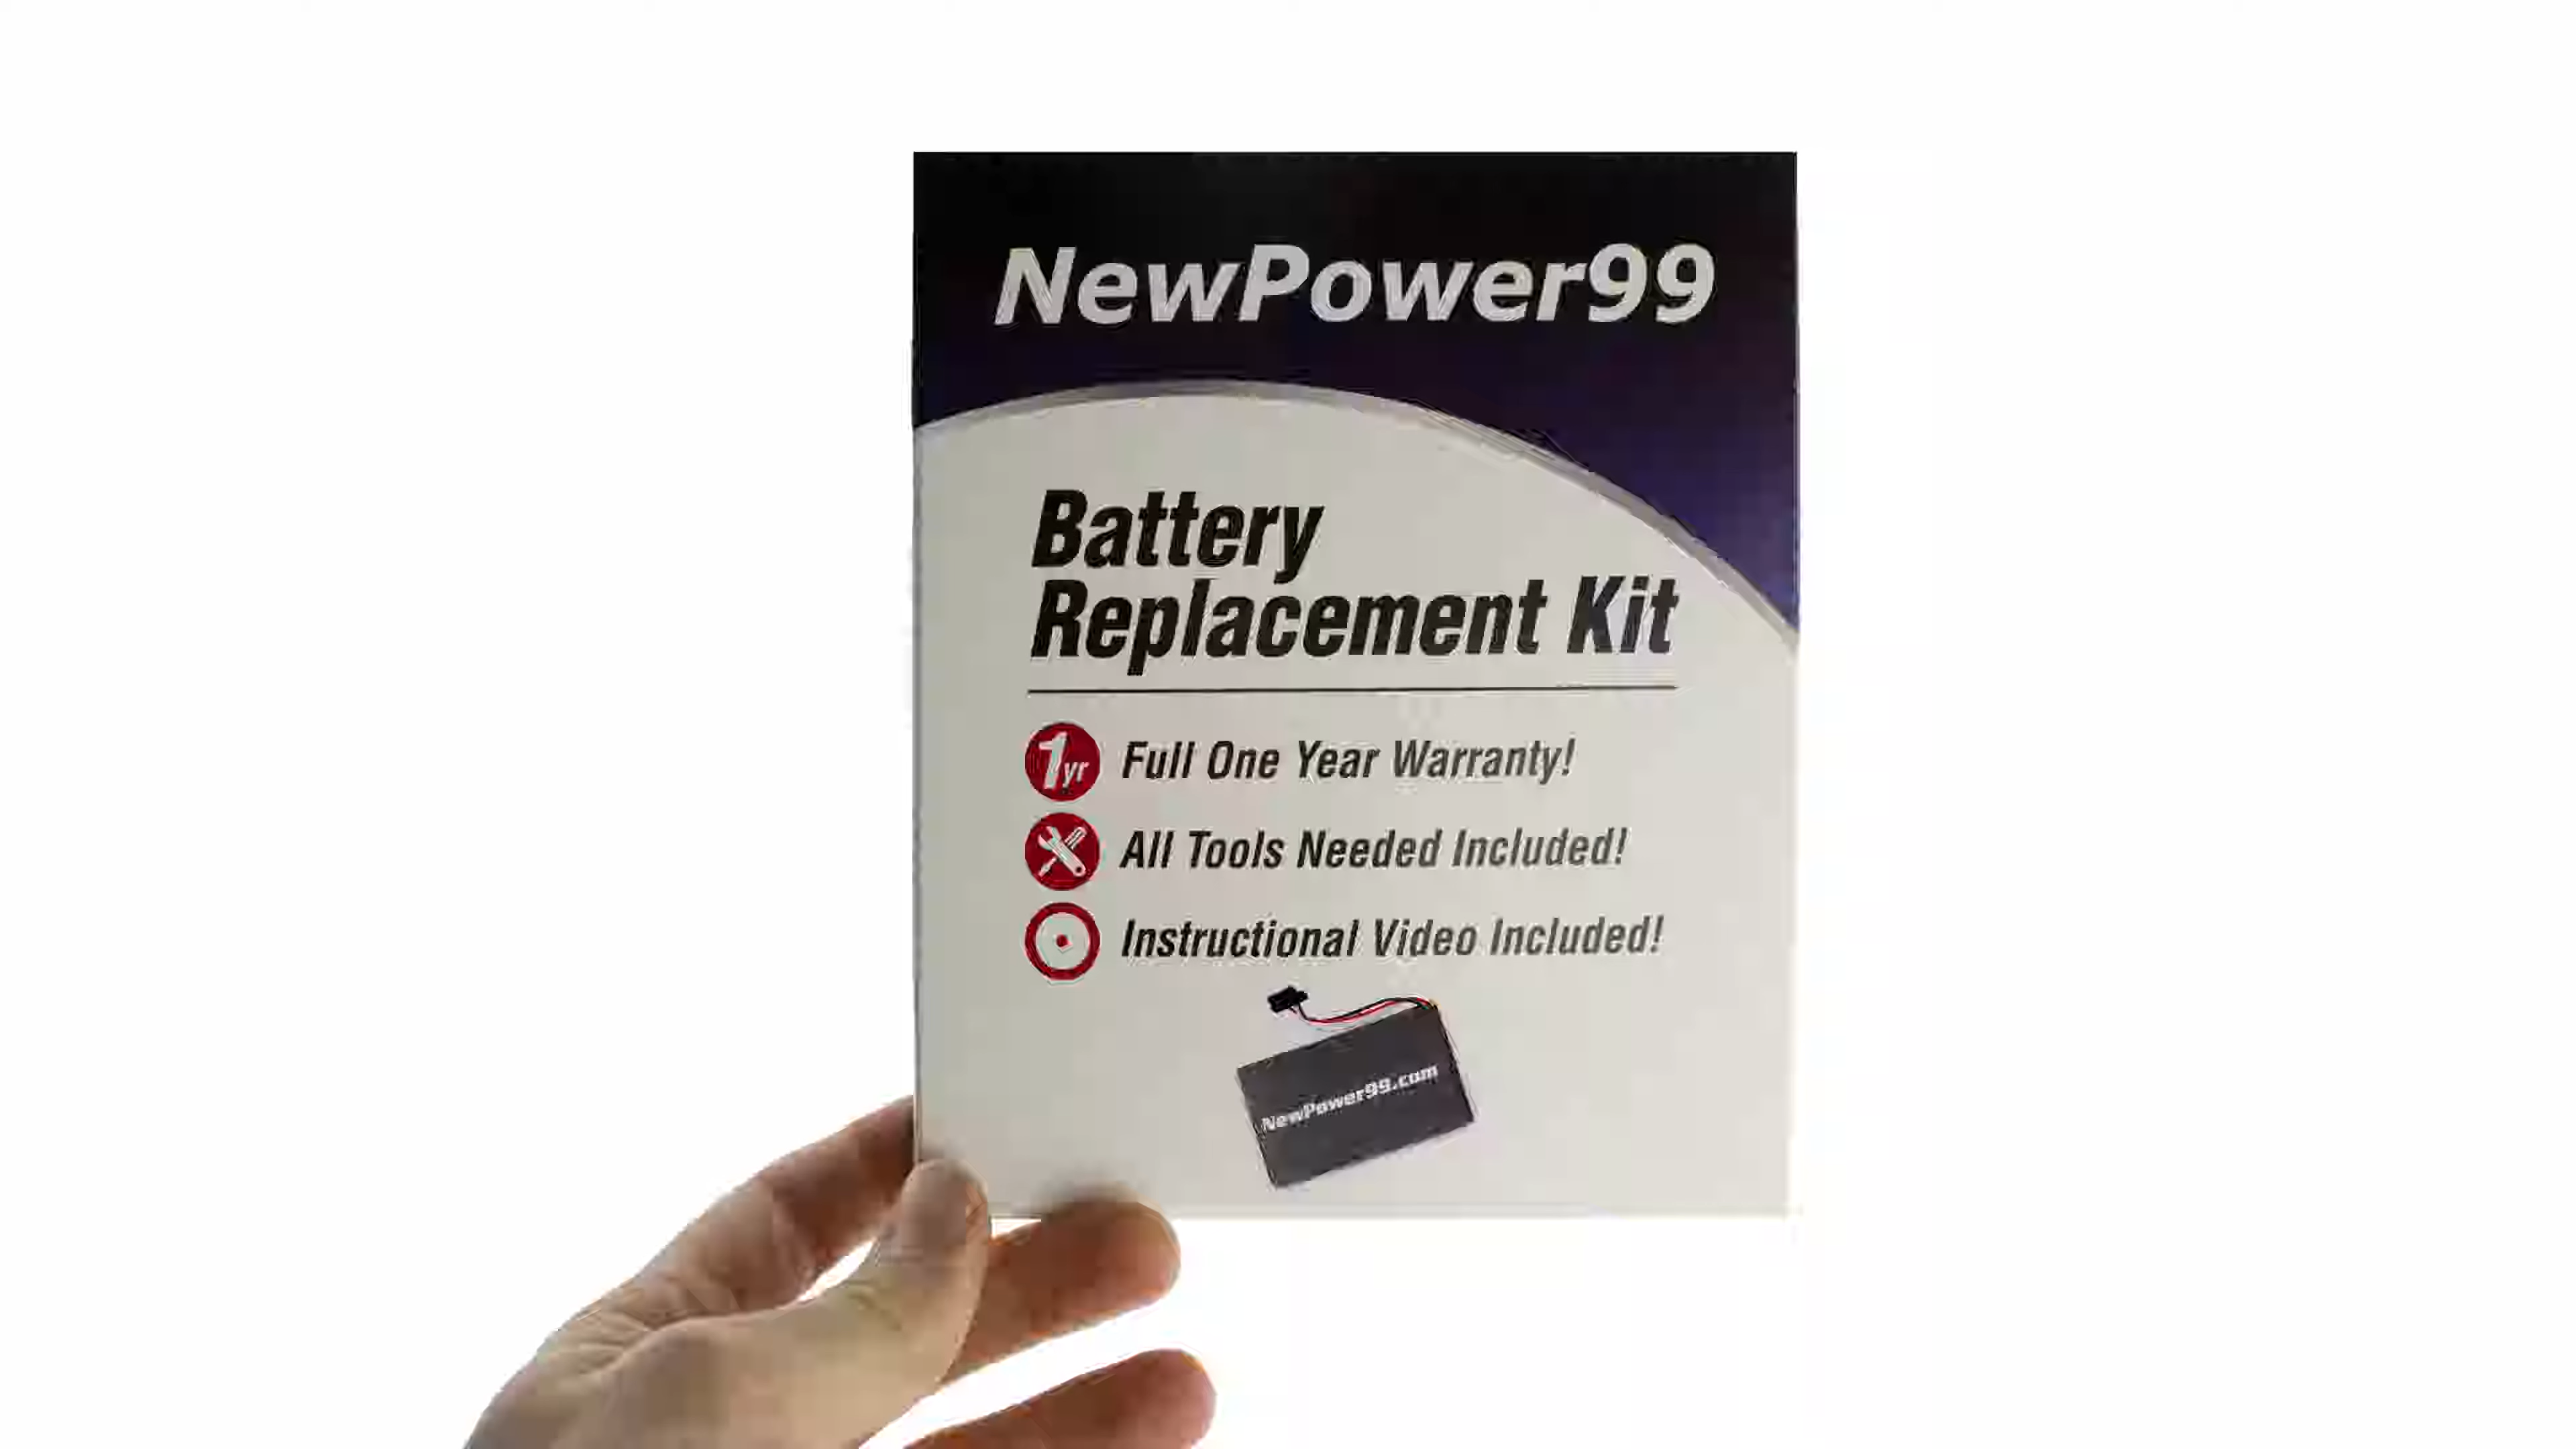 NewPower99
Battery
Replacement Kit
1yr Full One Year Warranty!
All Tools Needed Included!
Instructional Video Included!
NewPower99.com